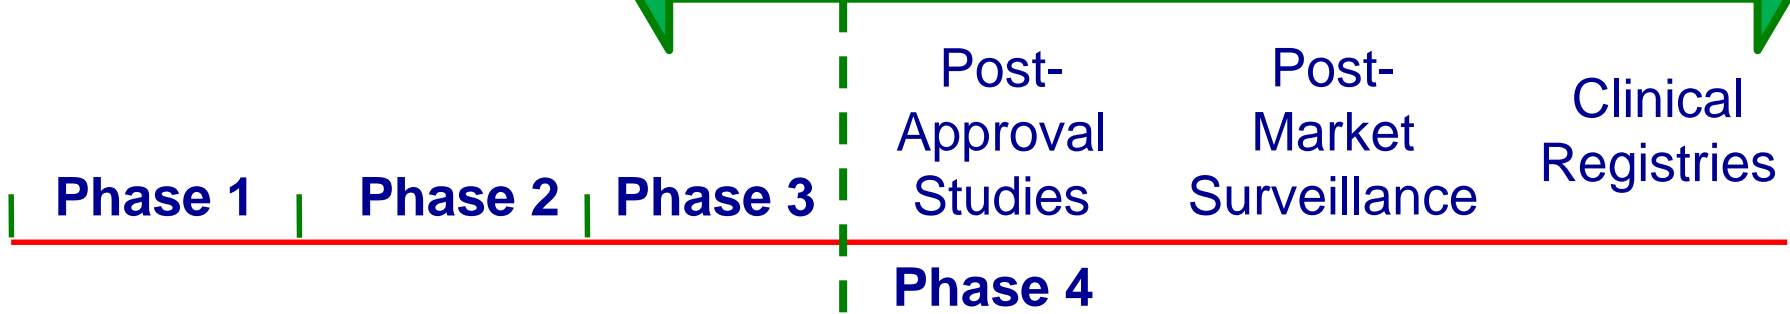 Phase 1
Phase 2
Phase 3
Post-
Approval
Studies
Post-
Market
Surveillance
Clinical
Registries
Phase 4